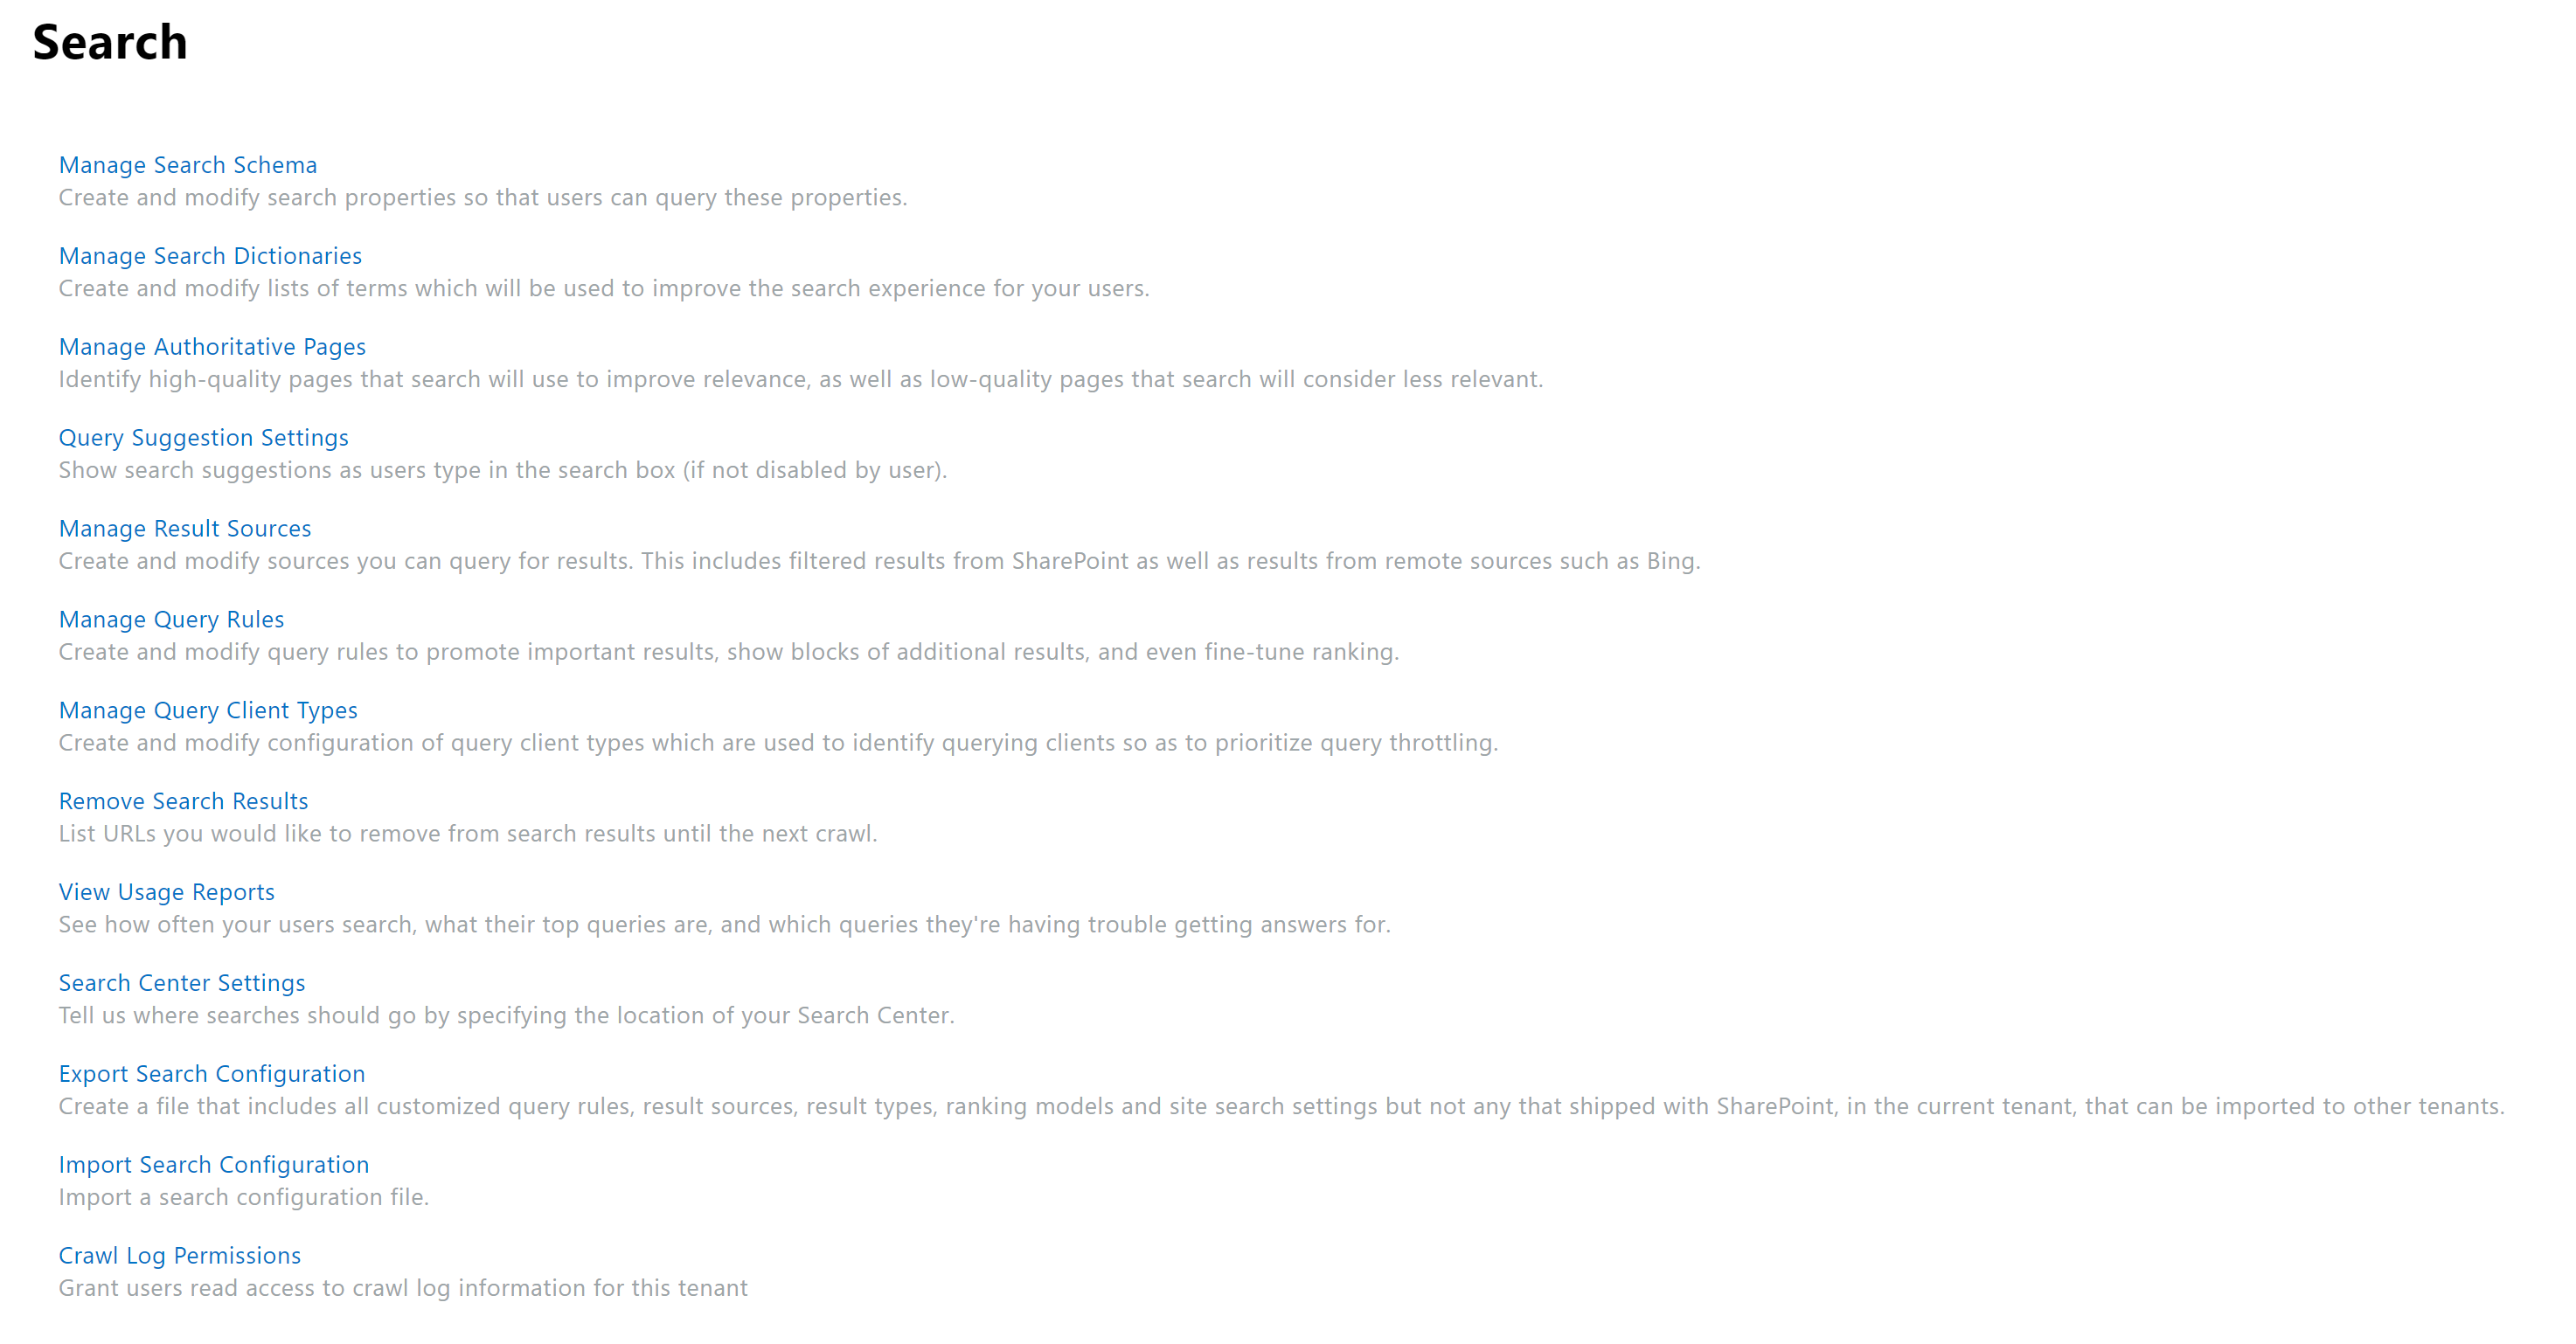 Search
Manage Search Schema
Create and modify search properties so that users can query these properties.
Manage Search Dictionaries
Create and modify lists of terms which will be used to improve the search experience for your users.
Manage Authoritative Pages
Identify high-quality pages that search will use to improve relevance, as well as low-quality pages that search will consider less relevant.
Query Suggestion Settings
Show search suggestions as users type in the search box (if not disabled by user).
Manage Result Sources
Create and modify sources you can query for results. This includes filtered results from SharePoint as well as results from remote sources such as Bing.
Manage Query Rules
Create and modify query rules to promote important results, show blocks of additional results, and even fine-tune ranking.
Manage Query Client Types
Create and modify configuration of query client types which are used to identify querying clients so as to prioritize query throttling.
Remove Search Results
List URLs you would like to remove from search results until the next crawl.
View Usage Reports
See how often your users search, what their top queries are, and which queries they're having trouble getting answers for.
Search Center Settings
Tell us where searches should go by specifying the location of your Search Center.
Export Search Configuration
Create a file that includes all customized query rules, result sources, result types, ranking models and site search settings but not any that shipped with SharePoint, in the current tenant, that can be imported to other tenants.
Import Search Configuration
Import a search configuration file.
Crawl Log Permissions
Grant users read access to crawl log information for this tenant